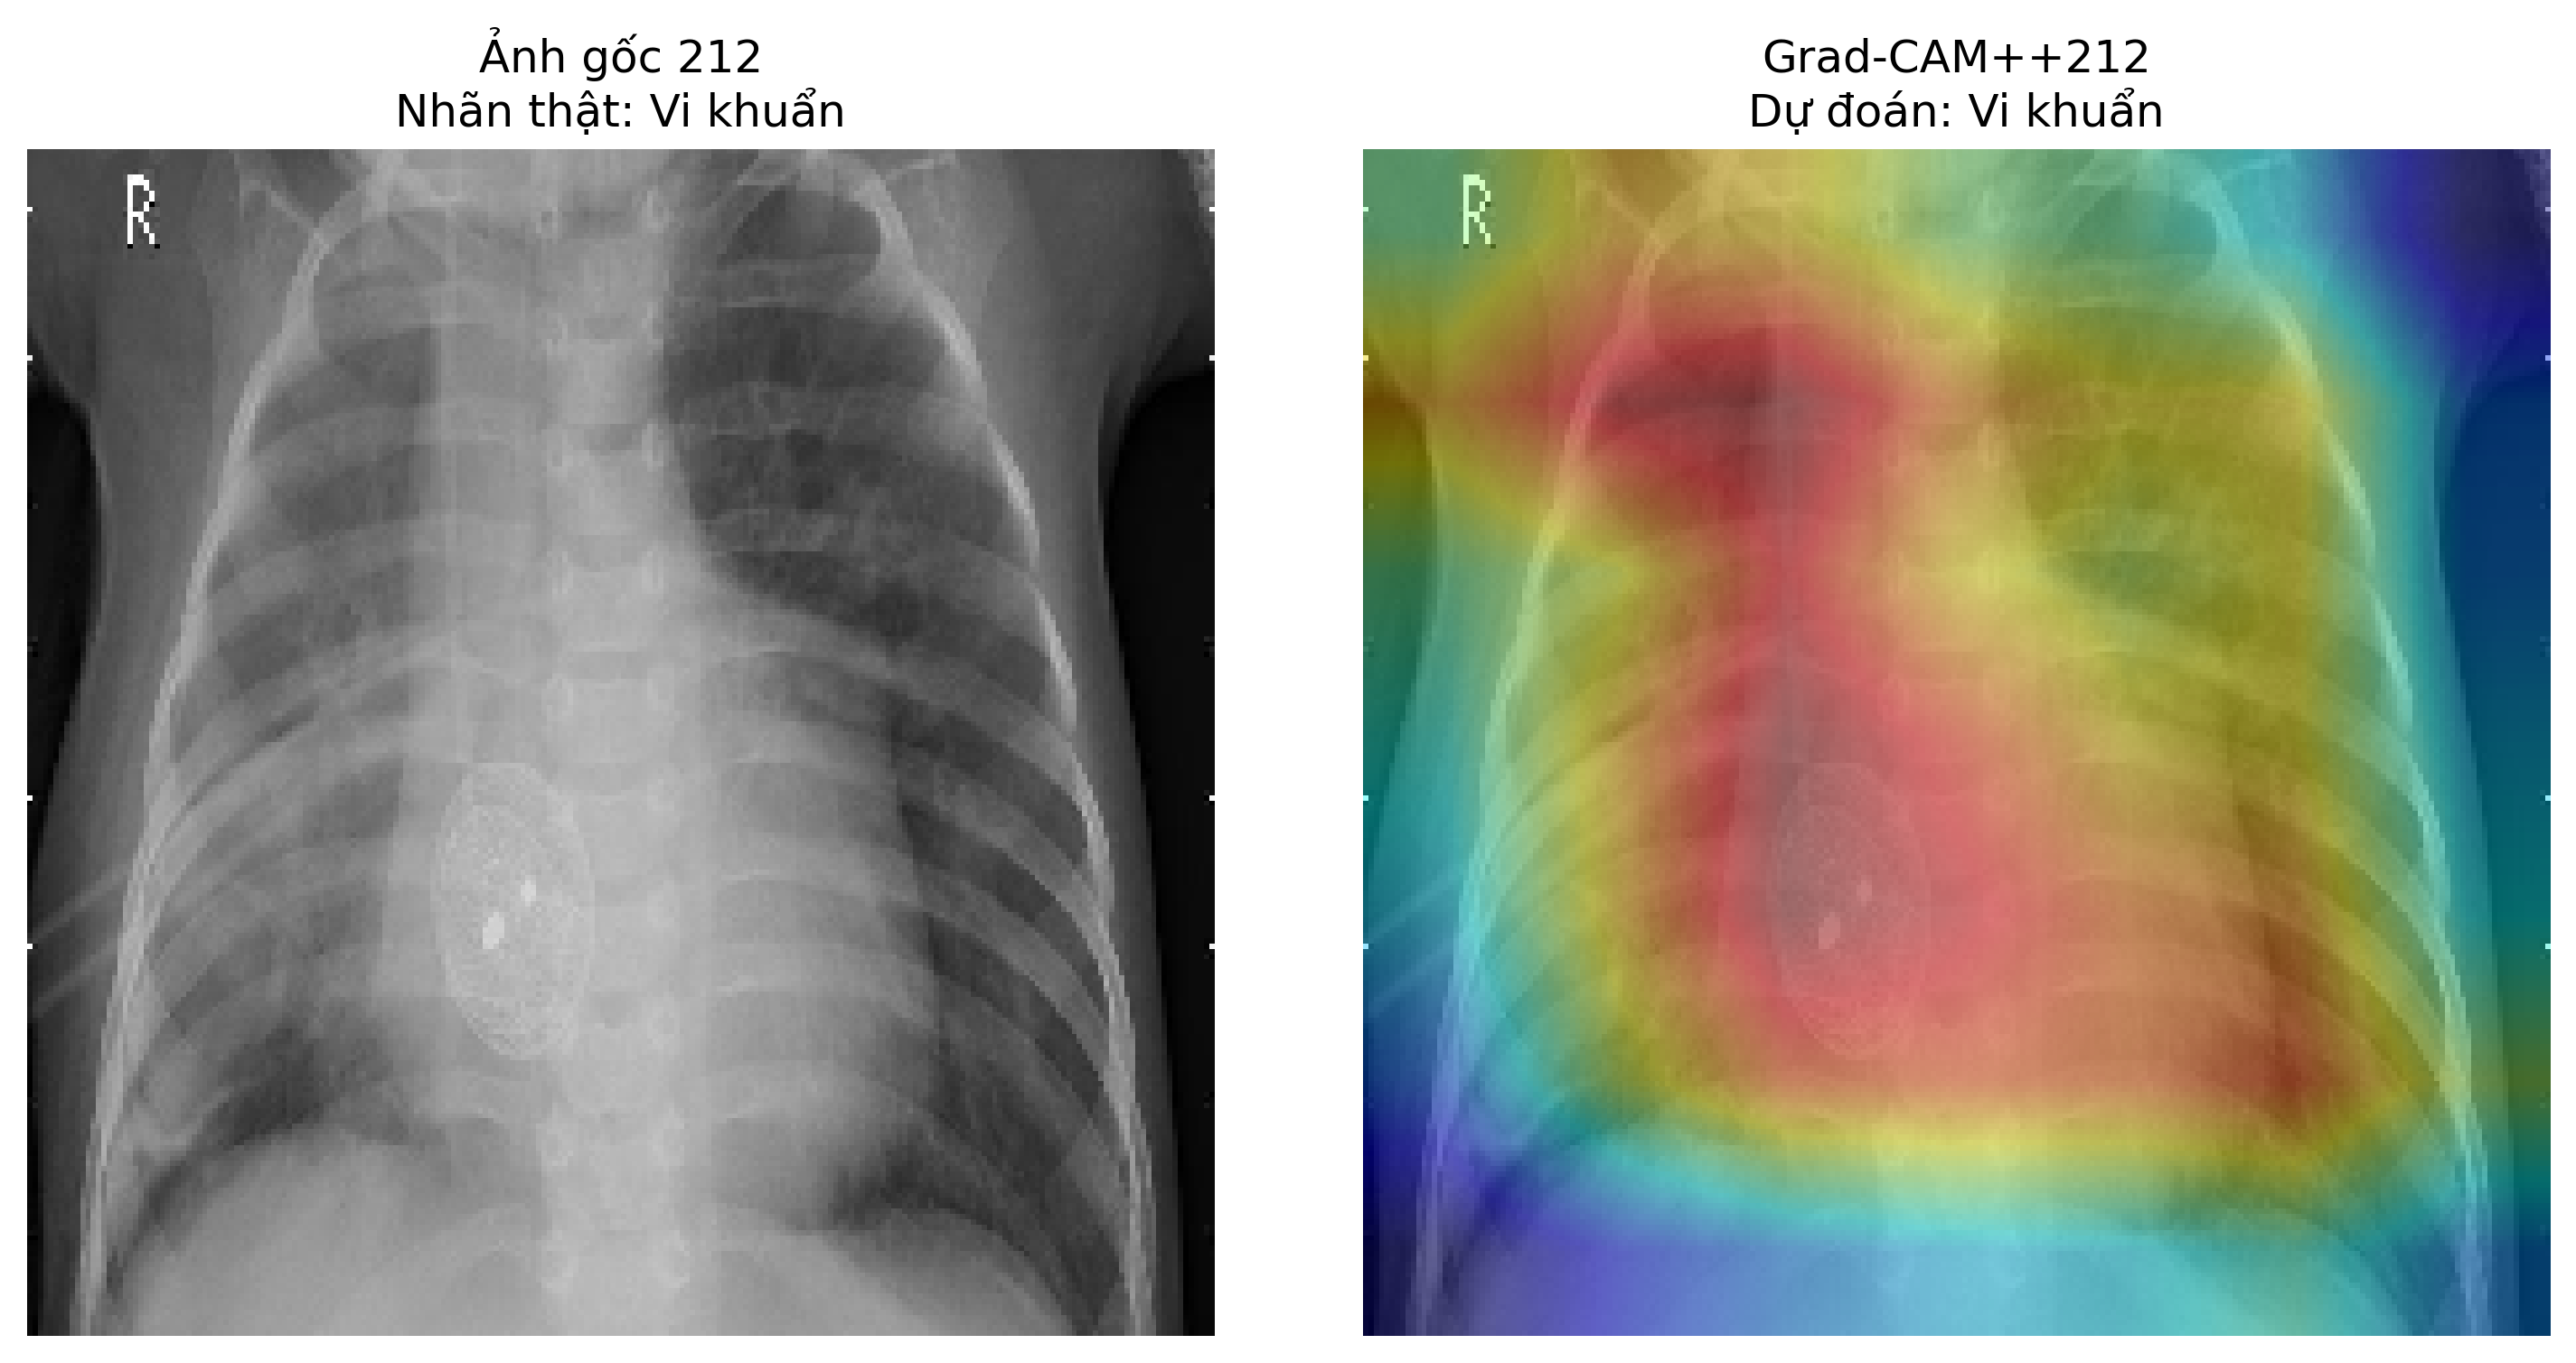 Ảnh gốc 212
Nhãn thật: Vi khuẩn
R
Grad-CAM++212
Dự đoán: Vi khuẩn
R